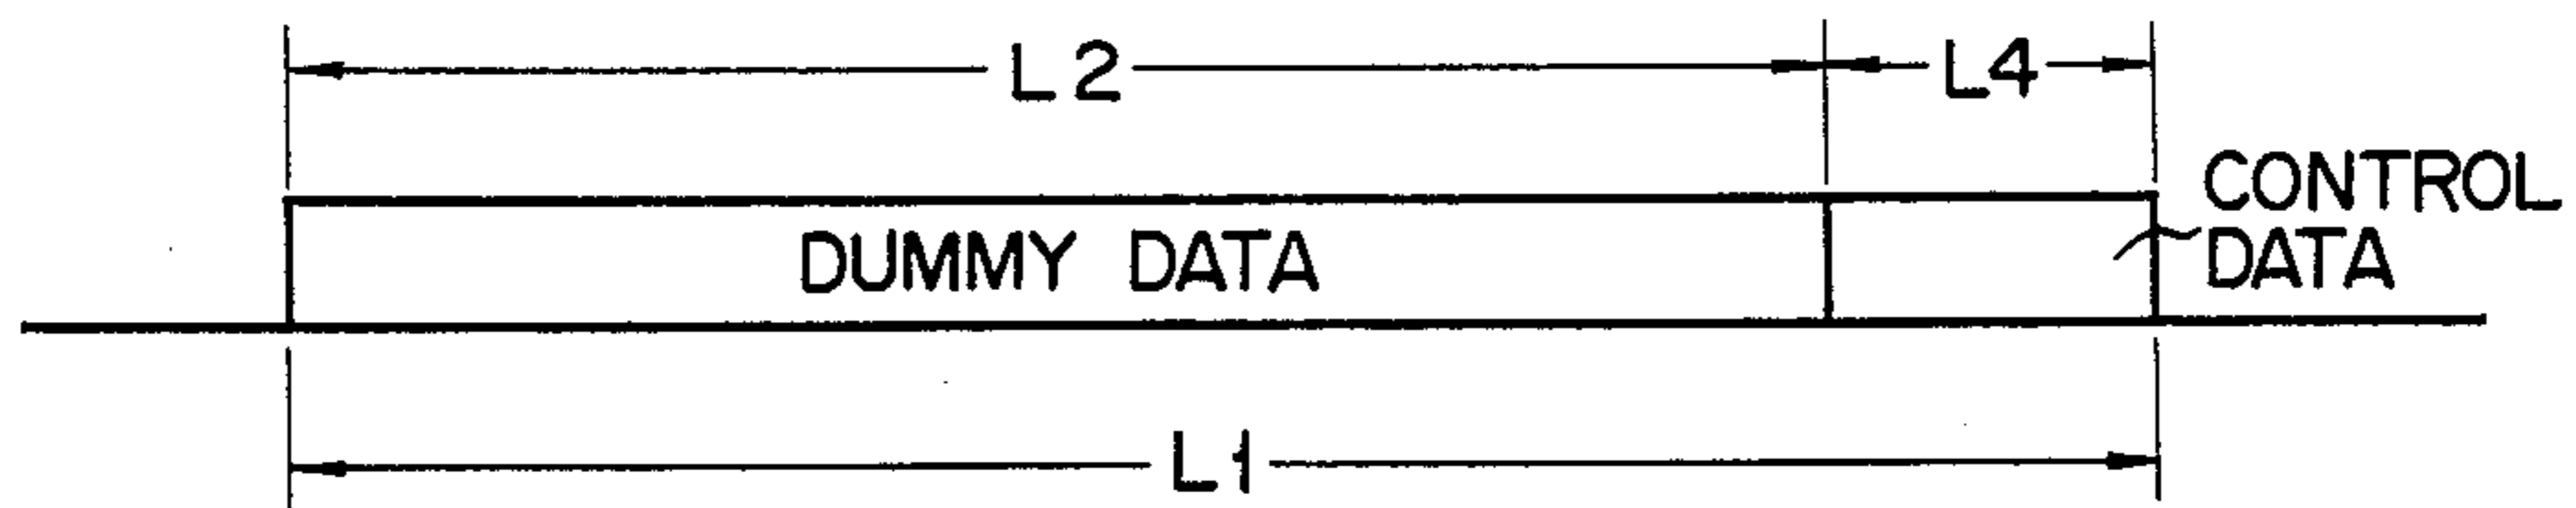 L2
L4
CONTROL
DUMMY DATA
DATA
L1